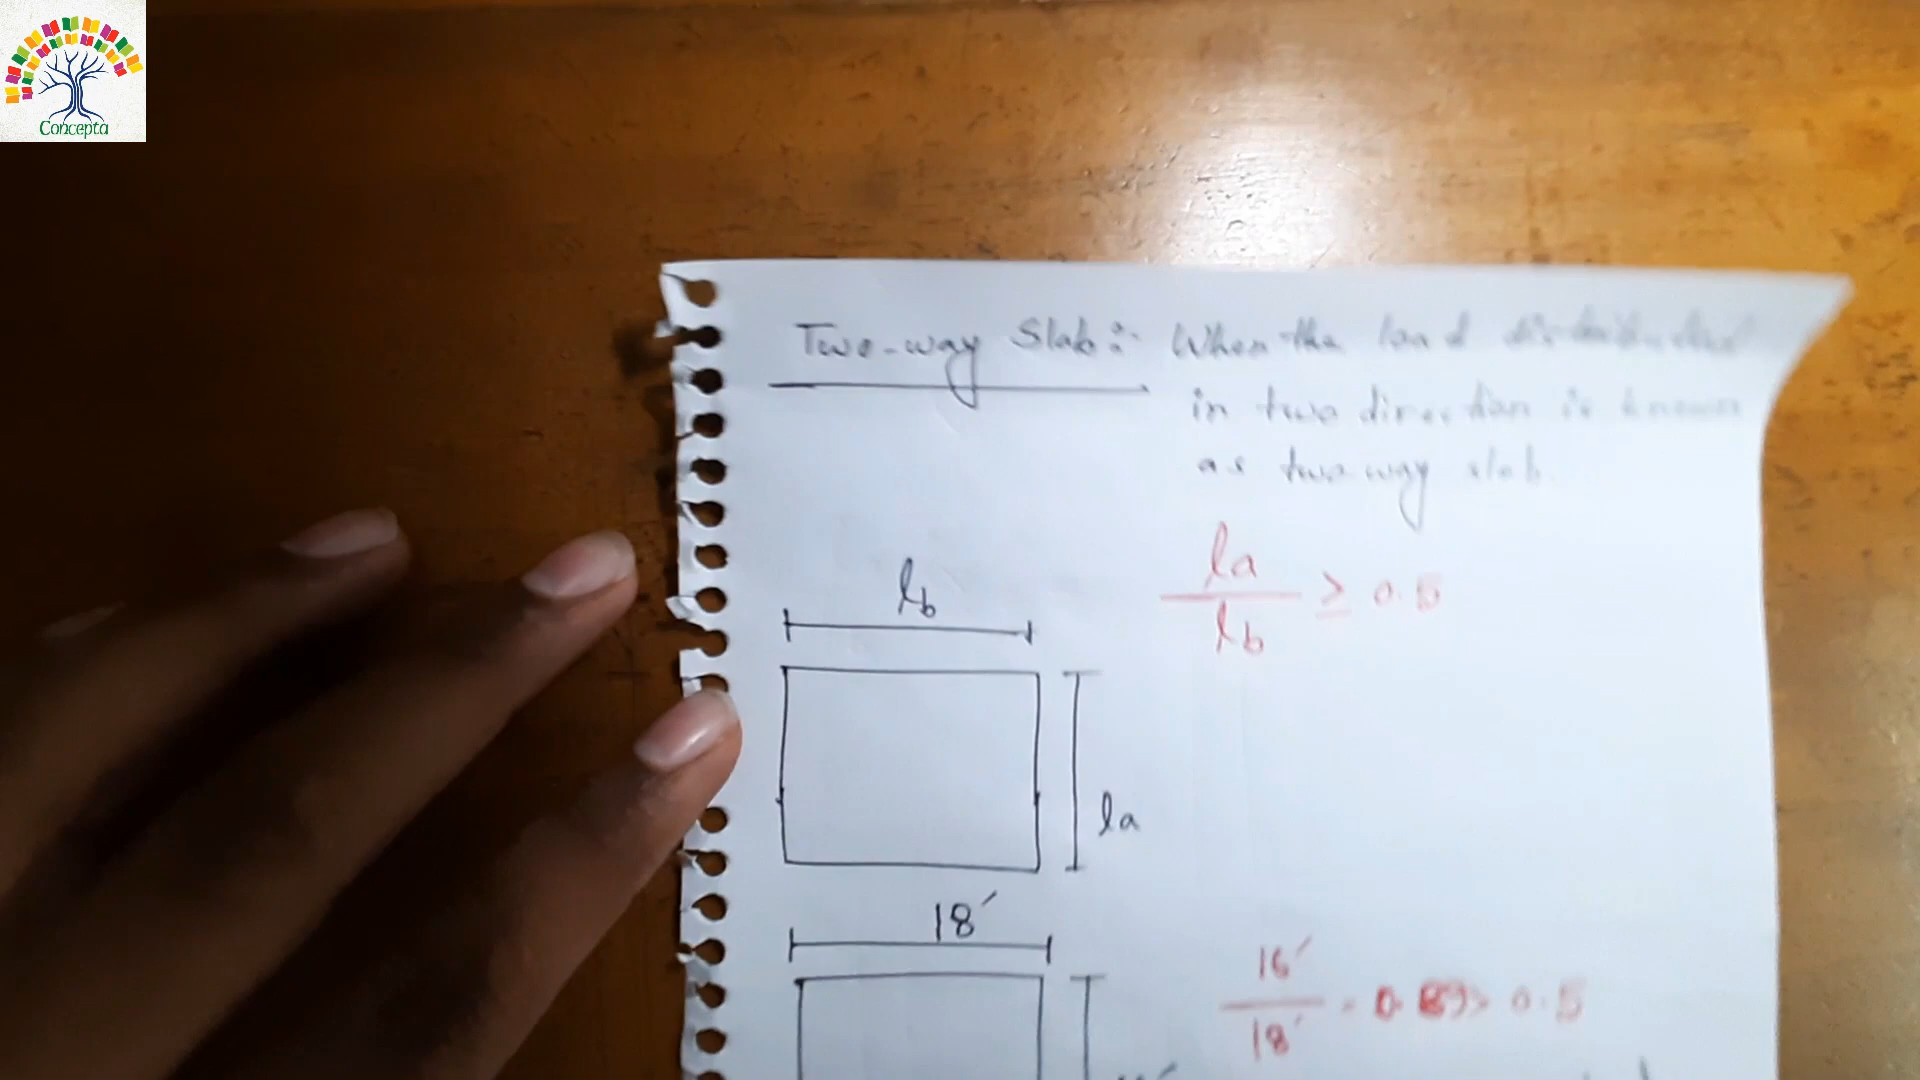 Concepta
Two-way Slab:- When the load distributed
in two direction is known
as two way slab.
la
lb
≥ 0.5
lb
la
18′
16′
18′
= 0.89 > 0.5